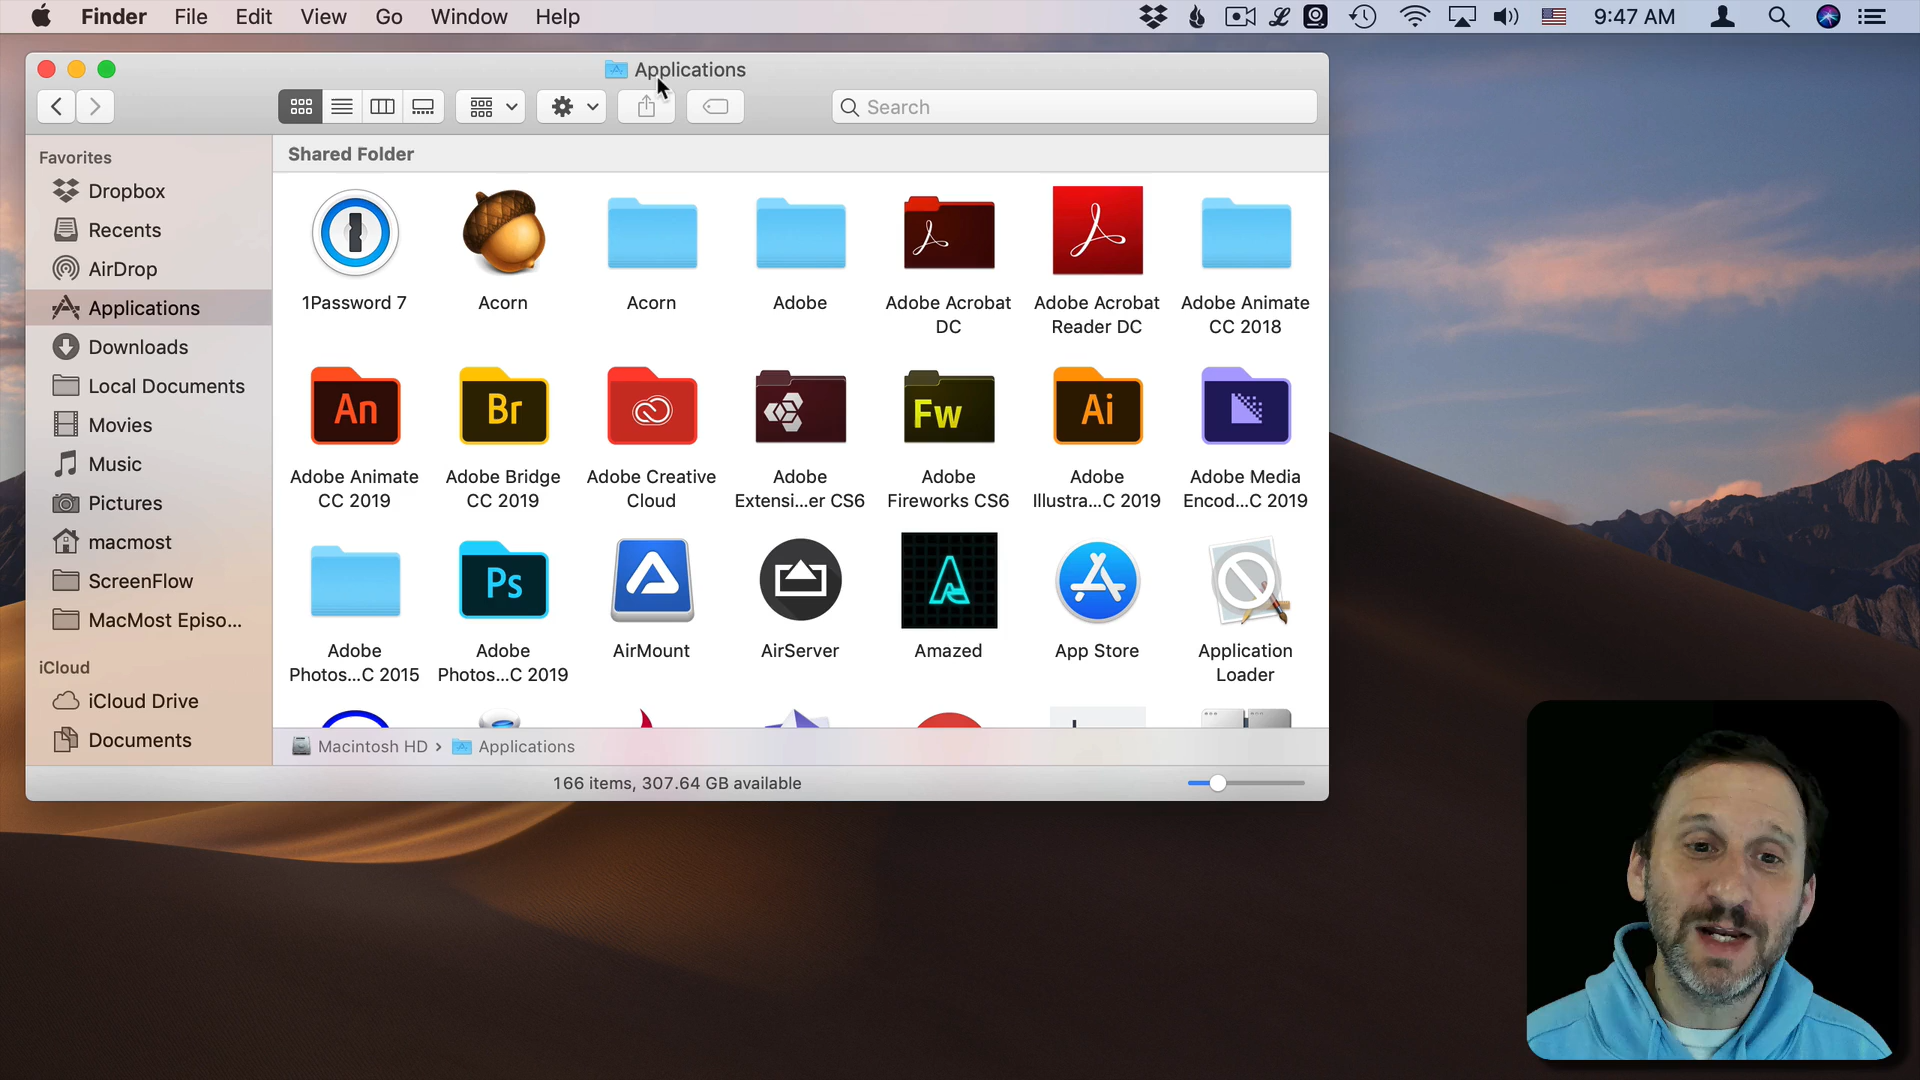 Finder File Edit View Go Window Help 9:47 AM
Applications
Search
Favorites
Dropbox
Recents
AirDrop
Applications
Downloads
Local Documents
Movies
Music
Pictures
macmost
ScreenFlow
MacMost Episo...
iCloud
iCloud Drive
Documents
Shared Folder
1Password 7
Acorn
Acorn
Adobe
Adobe Acrobat
DC
Adobe Acrobat
Reader DC
Adobe Animate
CC 2018
An
Br
Fw
Ai
Adobe Animate
CC 2019
Adobe Bridge
CC 2019
Adobe Creative
Cloud
Adobe
Extensi...er CS6
Adobe
Fireworks CS6
Adobe
Illustra...C 2019
Adobe Media
Encod...C 2019
Ps
Adobe
Photos...C 2015
Adobe
Photos...C 2019
AirMount
AirServer
Amazed
App Store
Application
Loader
Macintosh HD › Applications
166 items, 307.64 GB available